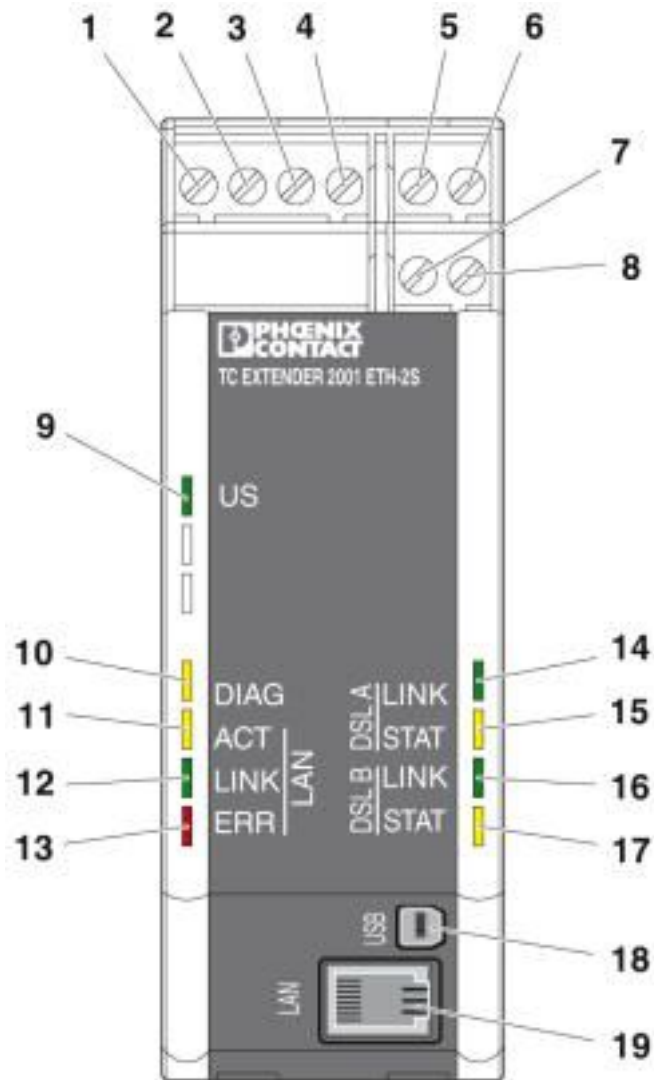 1 2 3 4 5 6
7
8
PHŒNIX
CONTACT
TC EXTENDER 2001 ETH-2S
9
US
10
DIAG
11
ACT
12
LINK
13
ERR
LAN
DSL A
LINK
14
STAT
15
DSL B
LINK
16
STAT
17
USB
18
LAN
19